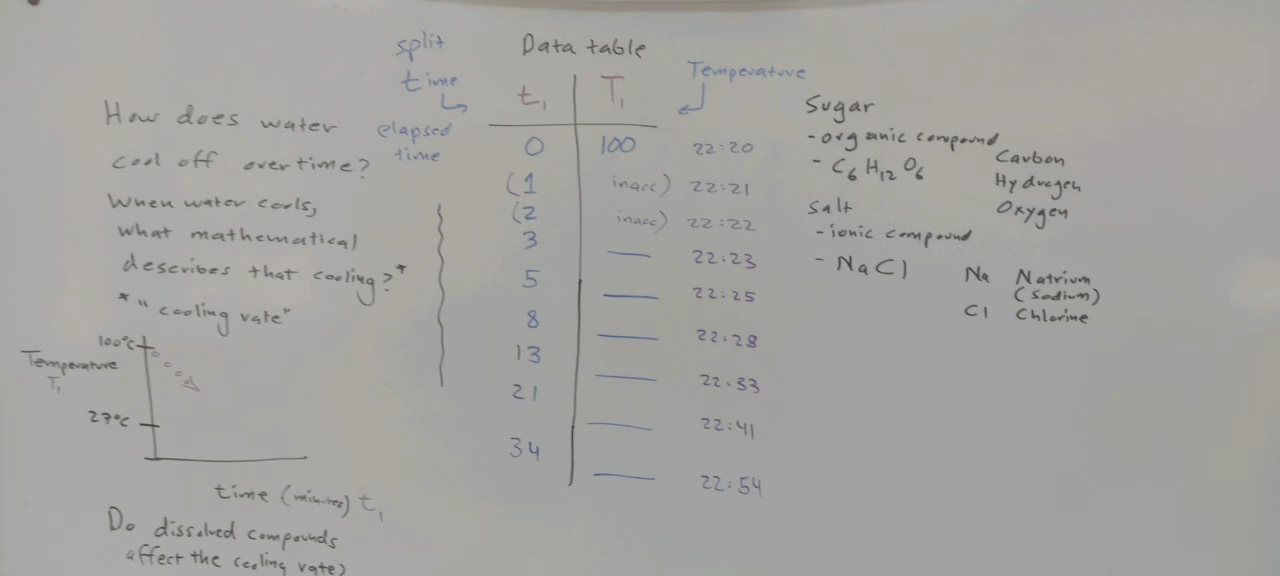 How does water
cool off over time?
When water cools,
what mathematical
describes that cooling?*
* "cooling rate"
100°C
Temperature
T₁
27°C
time (minutes) t₁
Do dissolved compounds
affect the cooling rate?
split
time
elapsed
time
Data table
Temperature
t₁ T₁
0 100 22:20
(1 inacc) 22:21
(2 inacc) 22:22
3 22:23
5 22:25
8 22:28
13 22:33
21 22:41
34 22:54
Sugar
- organic compound
- C₆H₁₂O₆
Carbon
Hydrogen
Oxygen
Salt
- ionic compound
- NaCl
Na Natrium
(Sodium)
Cl Chlorine